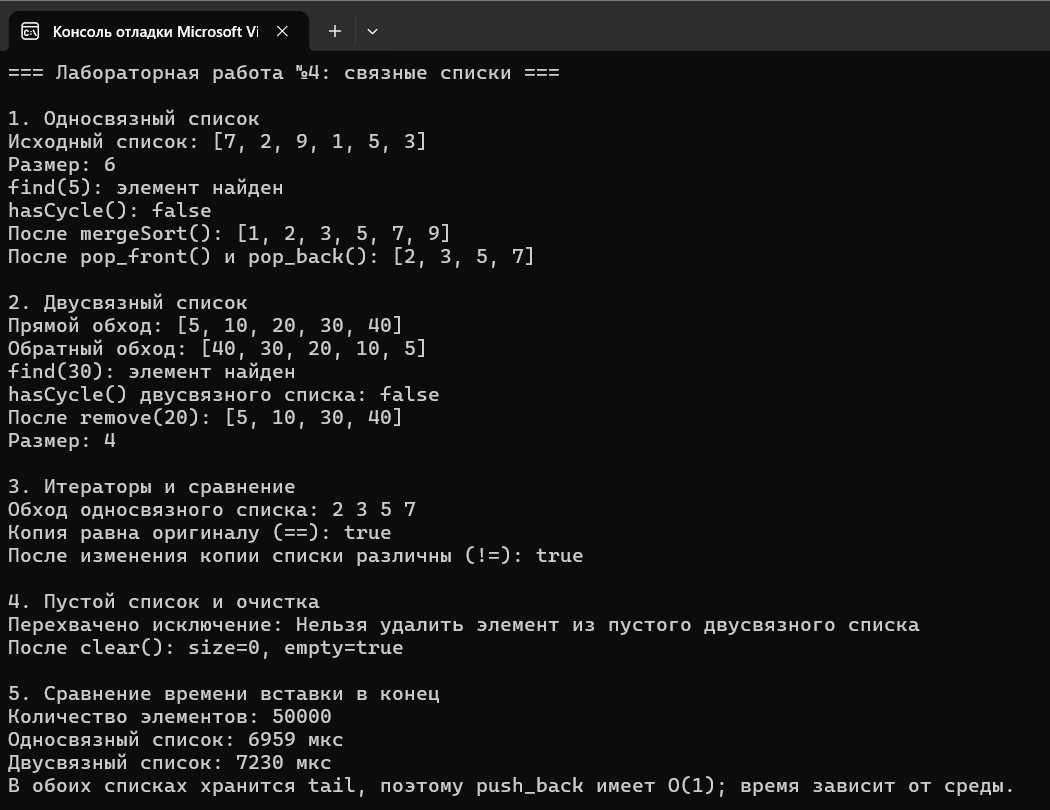 Консоль отладки Microsoft Vi
=== Лабораторная работа №4: связные списки ===
1. Односвязный список
Исходный список: [7, 2, 9, 1, 5, 3]
Размер: 6
find(5): элемент найден
hasCycle(): false
После mergeSort(): [1, 2, 3, 5, 7, 9]
После pop_front() и pop_back(): [2, 3, 5, 7]
2. Двусвязный список
Прямой обход: [5, 10, 20, 30, 40]
Обратный обход: [40, 30, 20, 10, 5]
find(30): элемент найден
hasCycle() двусвязного списка: false
После remove(20): [5, 10, 30, 40]
Размер: 4
3. Итераторы и сравнение
Обход односвязного списка: 2 3 5 7
Копия равна оригиналу (==): true
После изменения копии списки различны (!=): true
4. Пустой список и очистка
Перехвачено исключение: Нельзя удалить элемент из пустого двусвязного списка
После clear(): size=0, empty=true
5. Сравнение времени вставки в конец
Количество элементов: 50000
Односвязный список: 6959 мкс
Двусвязный список: 7230 мкс
В обоих списках хранится tail, поэтому push_back имеет O(1); время зависит от среды.